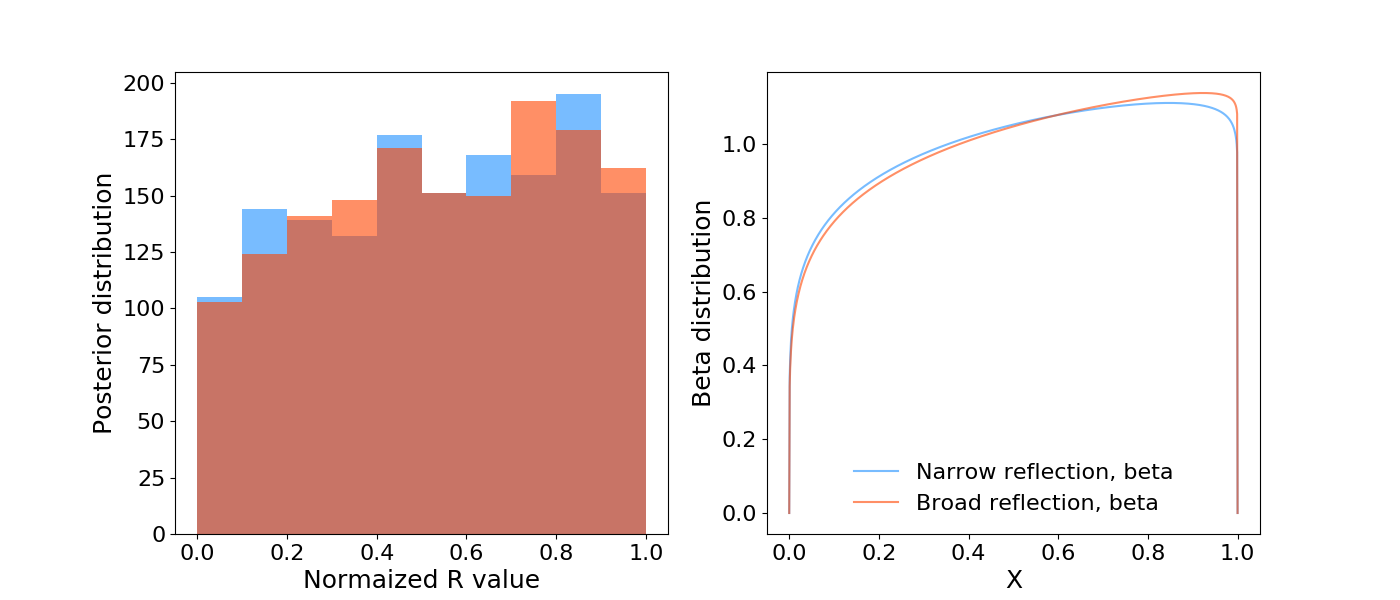 200
175
150
125
100
75
50
25
0
0.0 0.2 0.4 0.6 0.8 1.0
Posterior distribution
Normaized R value
1.0
0.8
0.6
0.4
0.2
0.0
0.0 0.2 0.4 0.6 0.8 1.0
Beta distribution
X
Narrow reflection, beta
Broad reflection, beta